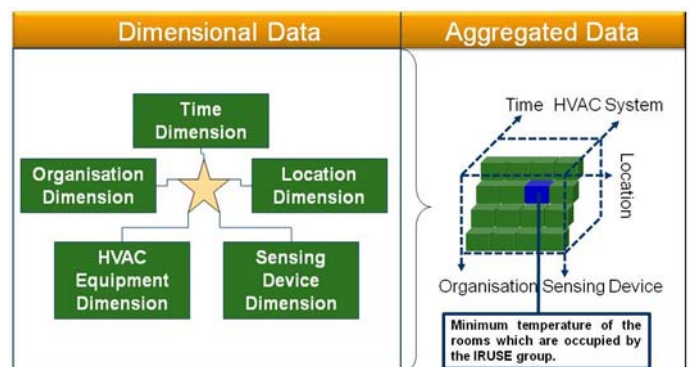 Dimensional Data
Aggregated Data
Time
Dimension
Organisation
Dimension
Location
Dimension
HVAC
Equipment
Dimension
Sensing
Device
Dimension
Time HVAC System
Location
Organisation Sensing Device
Minimum temperature of the
rooms which are occupied by
the IRUSE group.